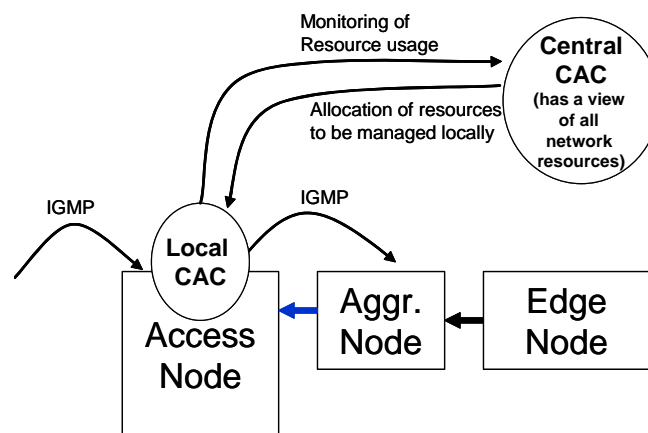 Monitoring of
Resource usage
Central
CAC
(has a view
of all
network
resources)
Allocation of resources
to be managed locally
IGMP
IGMP
Local
CAC
Access
Node
Aggr.
Node
Edge
Node